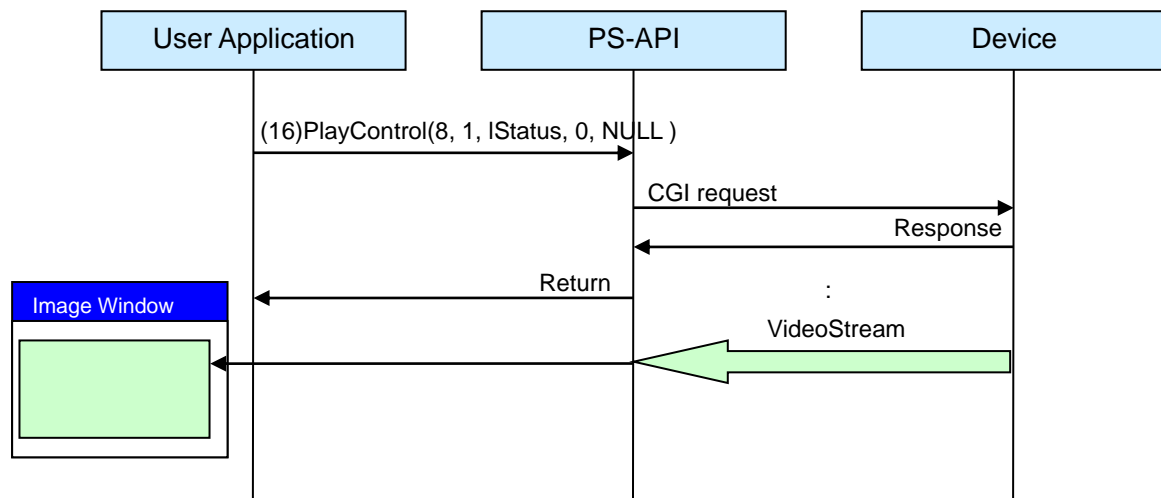 User Application
PS-API
Device
(16)PlayControl(8, 1, lStatus, 0, NULL )
CGI request
Response
Return
:
Image Window
VideoStream